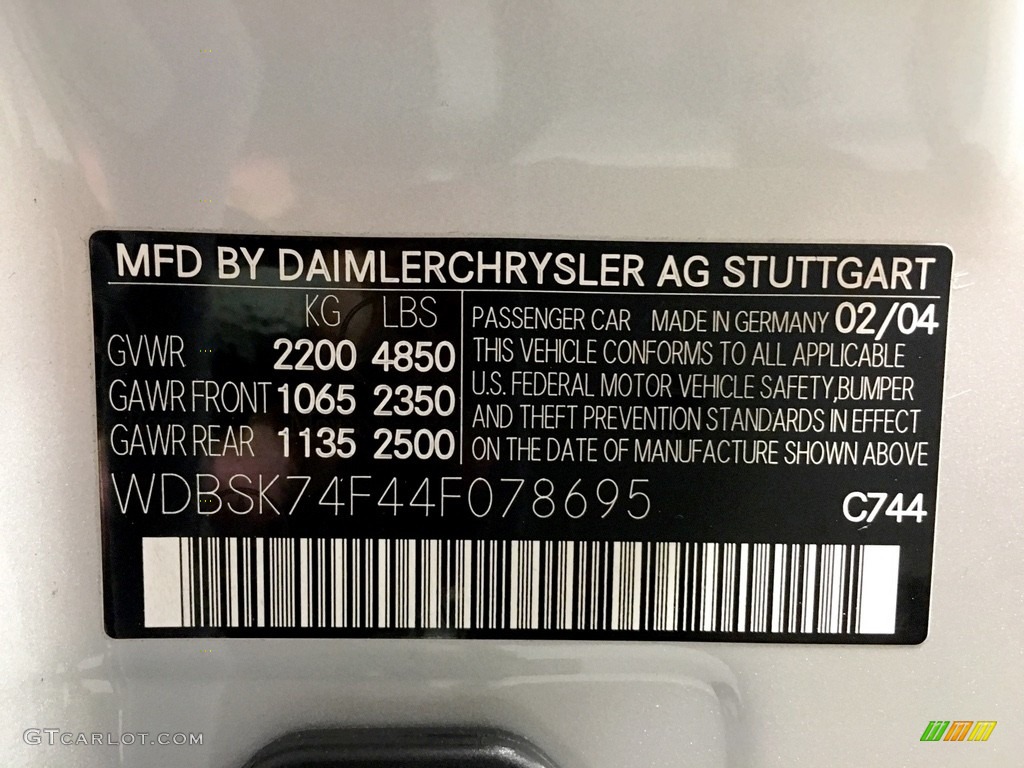 MFD BY DAIMLERCHRYSLER AG STUTTGART
KG LBS
GVWR 2200 4850
GAWR FRONT 1065 2350
GAWR REAR 1135 2500
PASSENGER CAR MADE IN GERMANY 02/04
THIS VEHICLE CONFORMS TO ALL APPLICABLE
U.S. FEDERAL MOTOR VEHICLE SAFETY, BUMPER
AND THEFT PREVENTION STANDARDS IN EFFECT
ON THE DATE OF MANUFACTURE SHOWN ABOVE
WDBSK74F44F078695
C744
GTcarlot.com